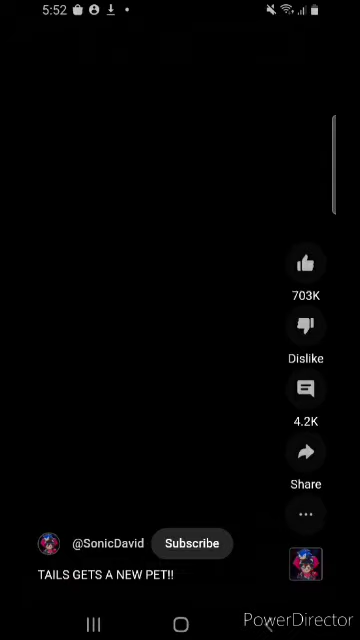 5:52
703K
Dislike
4.2K
Share
@SonicDavid
Subscribe
TAILS GETS A NEW PET!!
PowerDirector